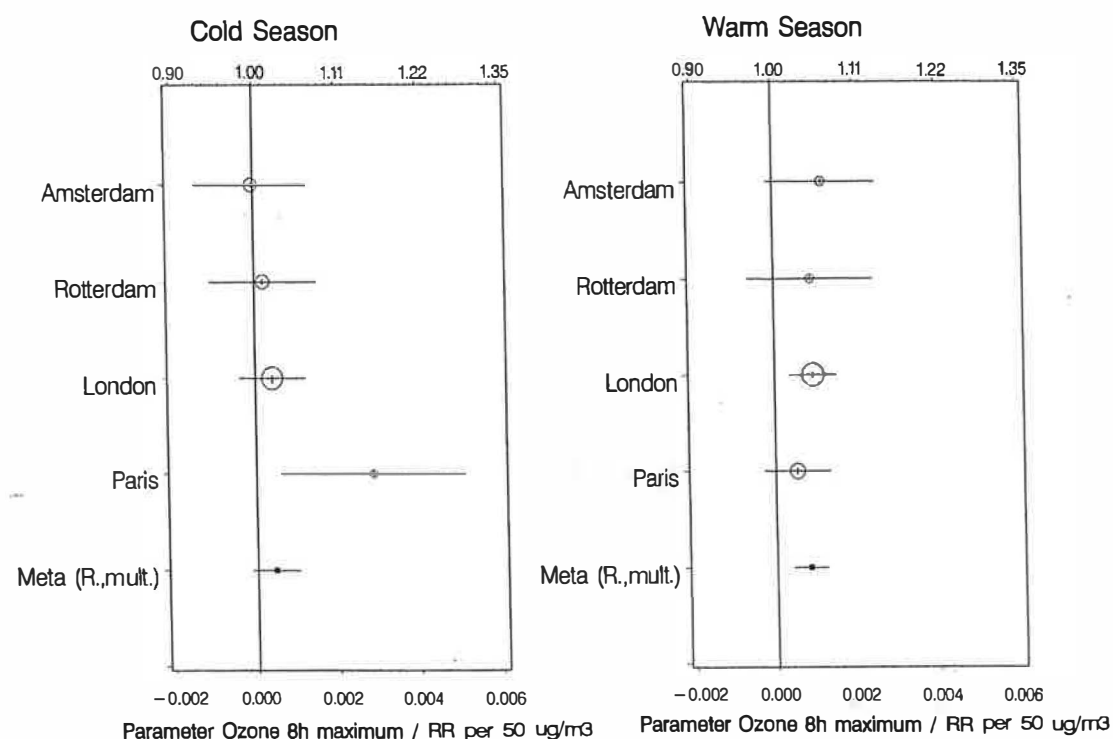 Cold Season
0.90 1.00 1.11 1.22 1.35
Amsterdam
Rotterdam
London
Paris
Meta (R.,mult.)
−0.002 0.000 0.002 0.004 0.006
Parameter Ozone 8h maximum / RR per 50 ug/m3
Warm Season
0.90 1.00 1.11 1.22 1.35
Amsterdam
Rotterdam
London
Paris
Meta (R.,mult.)
−0.002 0.000 0.002 0.004 0.006
Parameter Ozone 8h maximum / RR per 50 ug/m3